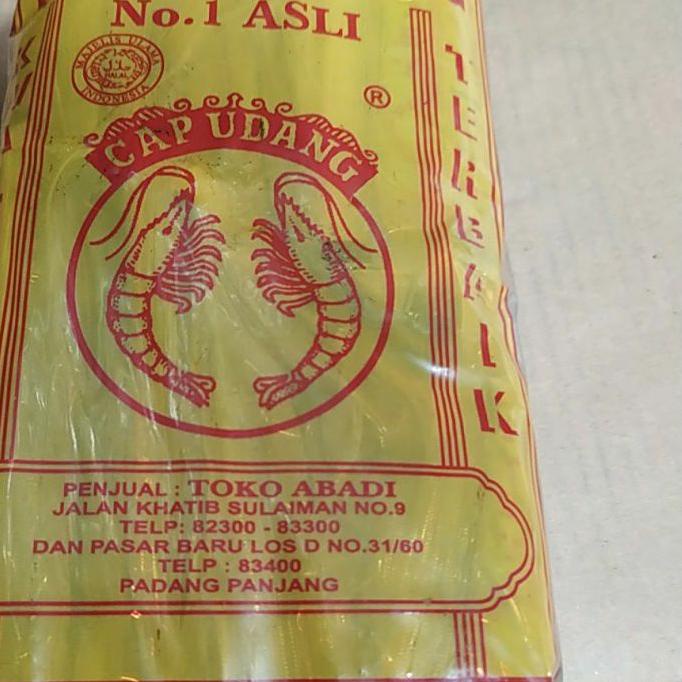 No.1 ASLI
MAJELIS ULAMA
حلال
HALAL
INDONESIA
®
CAP UDANG
TERBAIK
PENJUAL : TOKO ABADI
JALAN KHATIB SULAIMAN NO.9
TELP: 82300 - 83300
DAN PASAR BARU LOS D NO.31/60
TELP : 83400
PADANG PANJANG